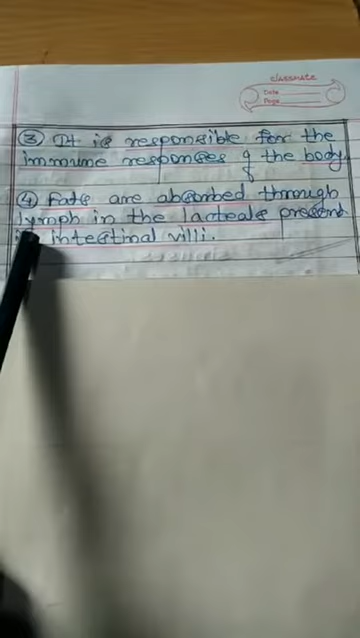 classmate
Date
Page
③ It is responsible for the
immune responses of the body
④ Fats are absorbed through
lymph in the lacteals present
in intestinal villi.